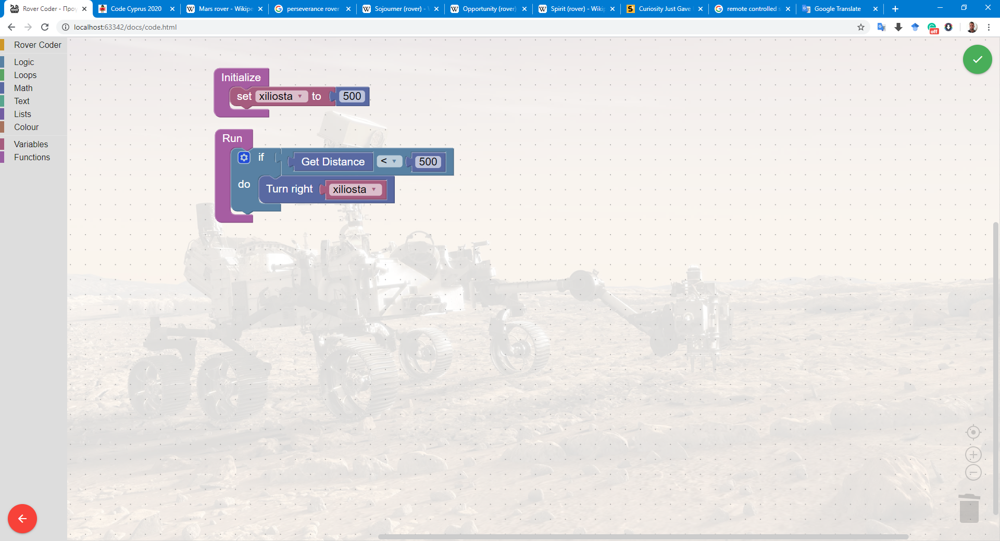 Rover Coder - Προγ
Code Cyprus 2020
Mars rover - Wikipe
perseverance rover
Sojourner (rover) -
Opportunity (rover)
Spirit (rover) - Wikip
S
Curiosity Just Gave
remote controlled s
Google Translate
localhost:63342/docs/code.html
off
Rover Coder
Logic
Loops
Math
Text
Lists
Colour
Variables
Functions
Initialize
set xiliosta to 500
Run
if Get Distance < 500
do Turn right xiliosta